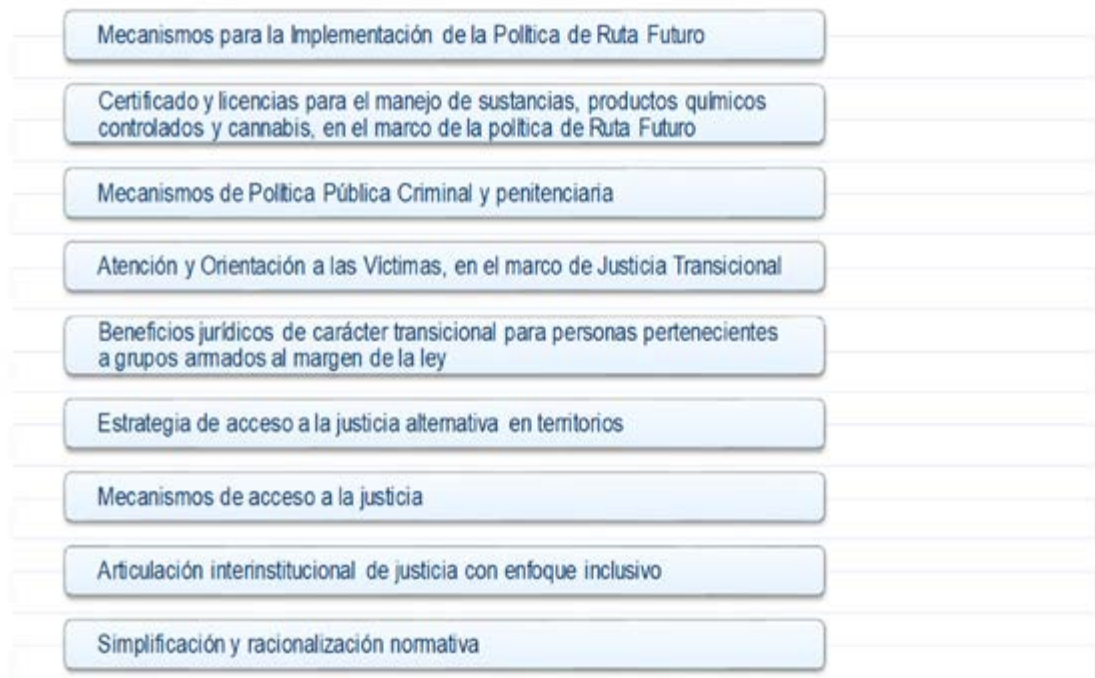 Mecanismos para la Implementación de la Política de Ruta Futuro
Certificado y licencias para el manejo de sustancias, productos químicos
controlados y cannabis, en el marco de la política de Ruta Futuro
Mecanismos de Política Pública Criminal y penitenciaria
Atención y Orientación a las Víctimas, en el marco de Justicia Transicional
Beneficios jurídicos de carácter transicional para personas pertenecientes
a grupos armados al margen de la ley
Estrategia de acceso a la justicia alternativa en territorios
Mecanismos de acceso a la justicia
Articulación interinstitucional de justicia con enfoque inclusivo
Simplificación y racionalización normativa